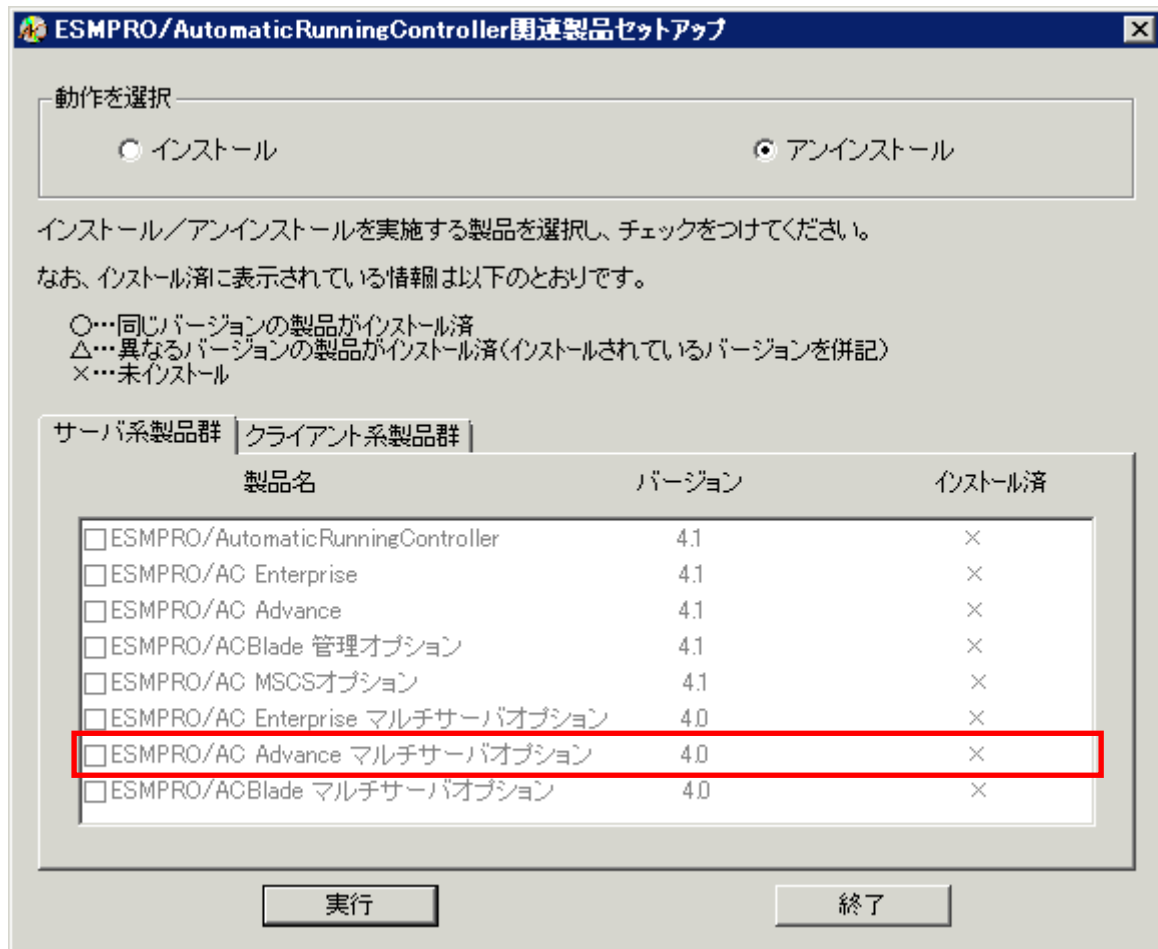 ESMPRO/AutomaticRunningController関連製品セットアップ
動作を選択
インストール アンインストール
インストール／アンインストールを実施する製品を選択し、チェックをつけてください。
なお、インストール済に表示されている情報は以下のとおりです。
○…同じバージョンの製品がインストール済
△…異なるバージョンの製品がインストール済(インストールされているバージョンを併記)
×…未インストール
サーバ系製品群 クライアント系製品群
製品名 バージョン インストール済
ESMPRO/AutomaticRunningController 4.1 ×
ESMPRO/AC Enterprise 4.1 ×
ESMPRO/AC Advance 4.1 ×
ESMPRO/ACBlade 管理オプション 4.1 ×
ESMPRO/AC MSCSオプション 4.1 ×
ESMPRO/AC Enterprise マルチサーバオプション 4.0 ×
ESMPRO/AC Advance マルチサーバオプション 4.0 ×
ESMPRO/ACBlade マルチサーバオプション 4.0 ×
実行 終了